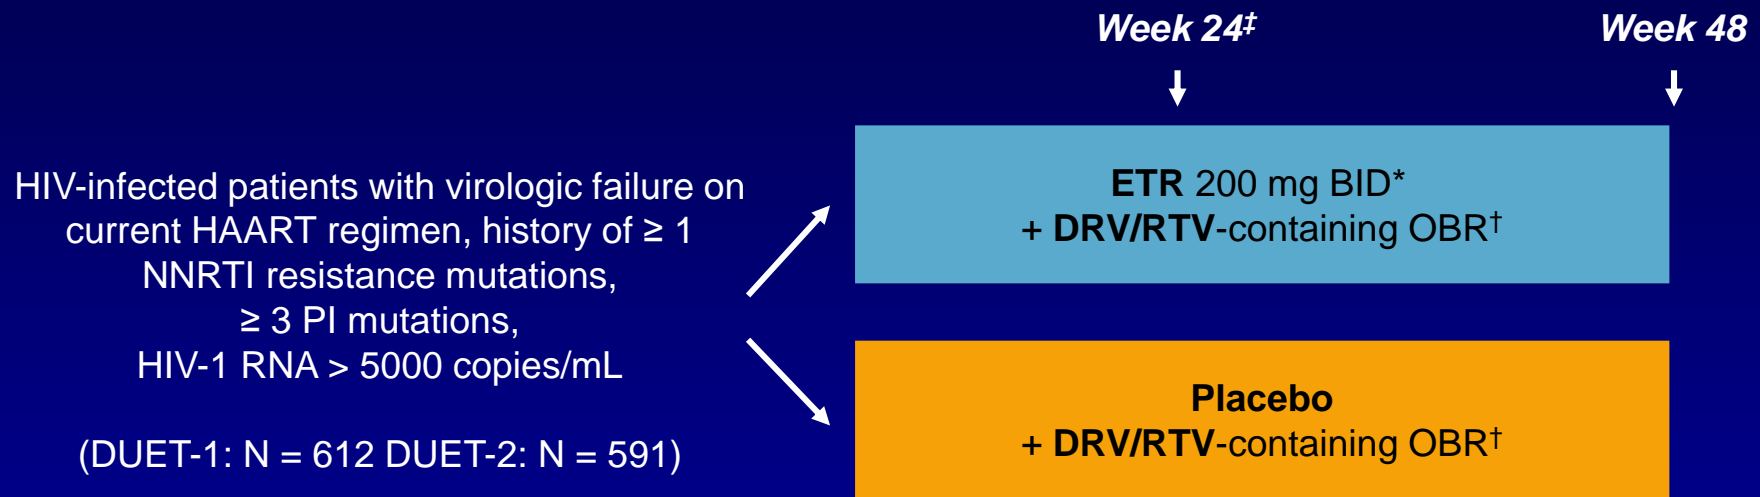 Week 24‡
Week 48
HIV-infected patients with virologic failure on
current HAART regimen, history of ≥ 1
NNRTI resistance mutations,
≥ 3 PI mutations,
HIV-1 RNA > 5000 copies/mL
(DUET-1: N = 612 DUET-2: N = 591)
ETR 200 mg BID*
+ DRV/RTV-containing OBR†
Placebo
+ DRV/RTV-containing OBR†